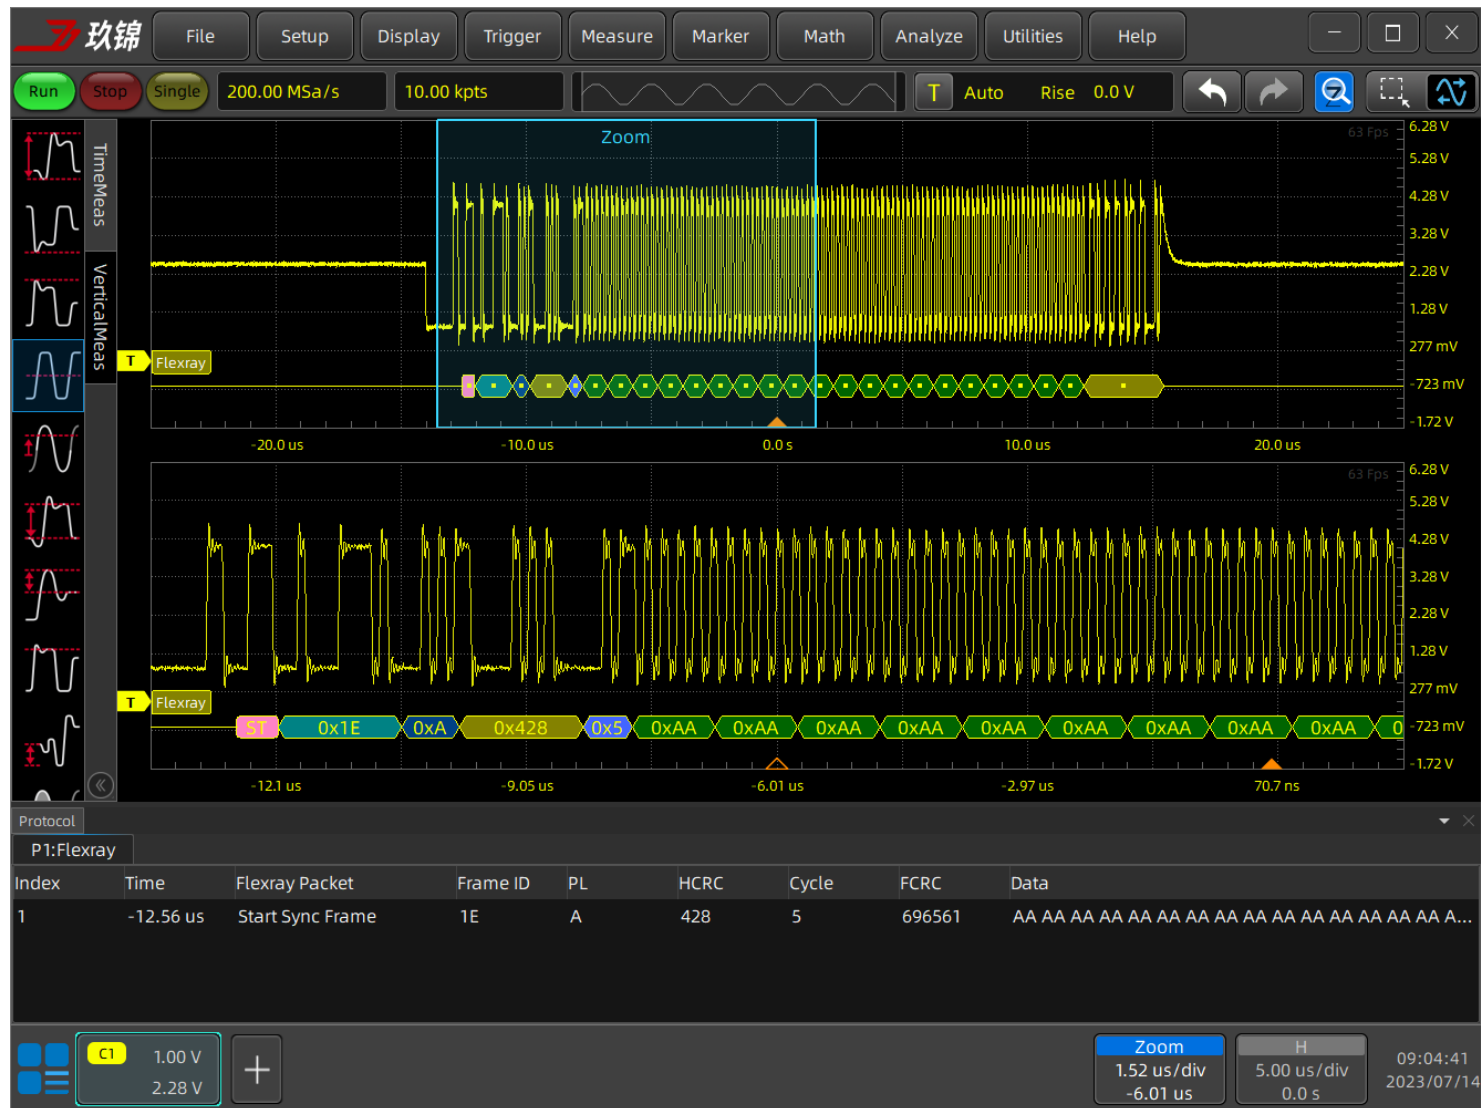 玖锦 File Setup Display Trigger Measure Marker Math Analyze Utilities Help
Run Stop Single 200.00 MSa/s 10.00 kpts T Auto Rise 0.0 V
TimeMeas
VerticalMeas
Zoom
63 Fps
6.28 V
5.28 V
4.28 V
3.28 V
2.28 V
1.28 V
277 mV
-723 mV
-1.72 V
T Flexray
-20.0 us -10.0 us 0.0 s 10.0 us 20.0 us
63 Fps
6.28 V
5.28 V
4.28 V
3.28 V
2.28 V
1.28 V
277 mV
-723 mV
-1.72 V
T Flexray
ST 0x1E 0xA 0x428 0x5 0xAA 0xAA 0xAA 0xAA 0xAA 0xAA 0xAA 0xAA 0xAA 0
-12.1 us -9.05 us -6.01 us -2.97 us 70.7 ns
Protocol
P1:Flexray
Index Time Flexray Packet Frame ID PL HCRC Cycle FCRC Data
1 -12.56 us Start Sync Frame 1E A 428 5 696561 AA AA AA AA AA AA AA AA AA AA AA AA AA AA AA A...
C1 1.00 V
2.28 V
Zoom
1.52 us/div
-6.01 us
H
5.00 us/div
0.0 s
09:04:41
2023/07/14